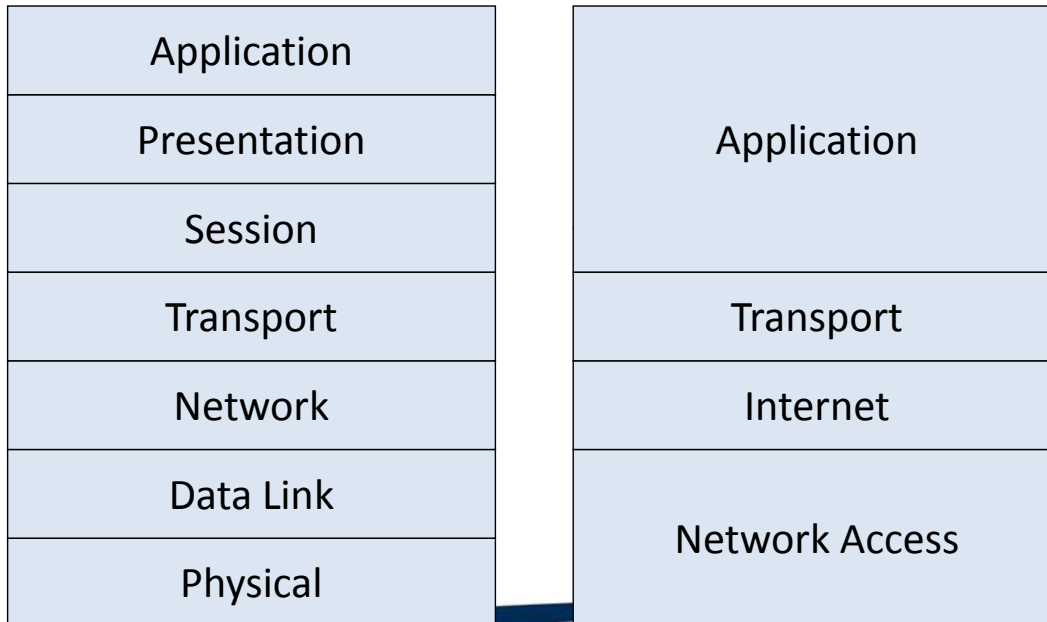 Application
Presentation
Session
Transport
Network
Data Link
Physical
Application
Transport
Internet
Network Access